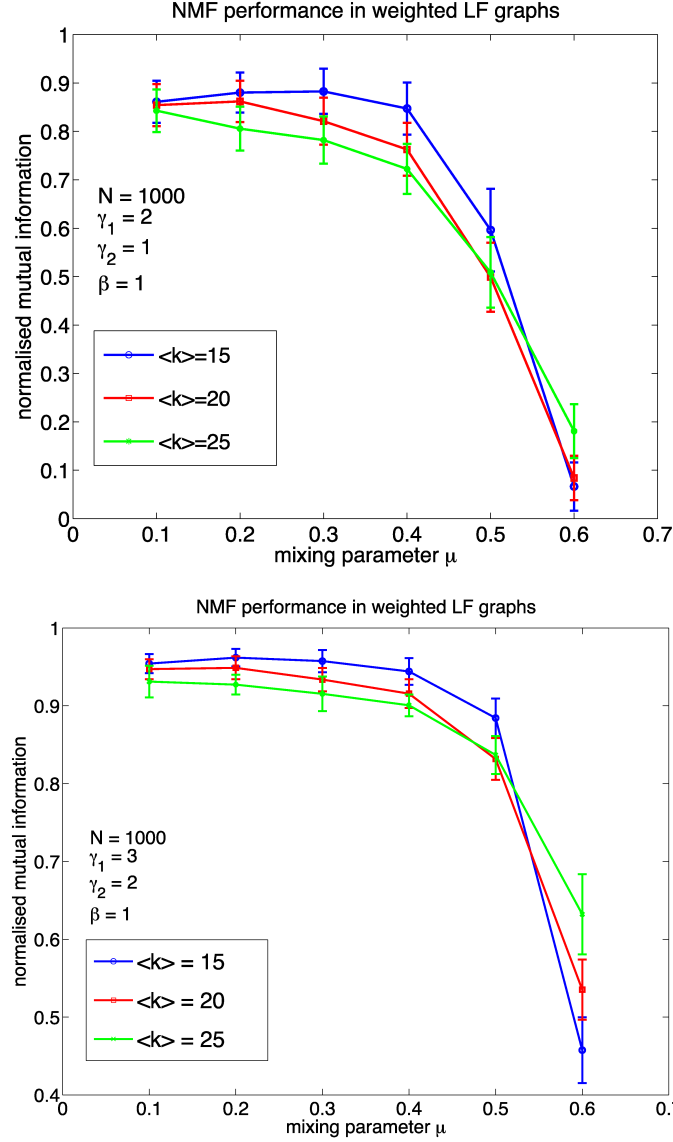 NMF performance in weighted LF graphs
normalised mutual information
1
0.9
0.8
0.7
0.6
0.5
0.4
0.3
0.2
0.1
0
N = 1000
γ1 = 2
γ2 = 1
β = 1
<k>=15
<k>=20
<k>=25
0 0.1 0.2 0.3 0.4 0.5 0.6 0.7
mixing parameter μ
NMF performance in weighted LF graphs
normalised mutual information
1
0.9
0.8
0.7
0.6
0.5
0.4
N = 1000
γ1 = 3
γ2 = 2
β = 1
<k> = 15
<k> = 20
<k> = 25
0 0.1 0.2 0.3 0.4 0.5 0.6
mixing parameter μ